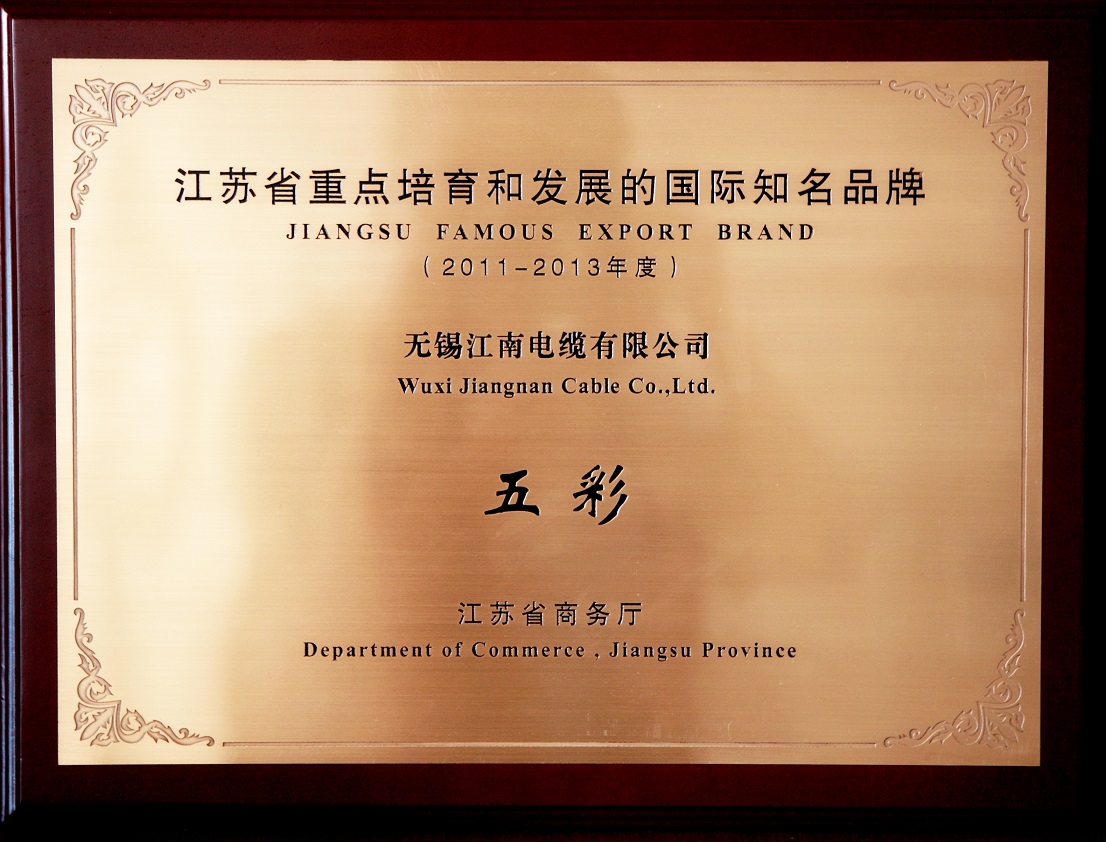 江苏省重点培育和发展的国际知名品牌
JIANGSU FAMOUS EXPORT BRAND
（2011-2013年度）
无锡江南电缆有限公司
Wuxi Jiangnan Cable Co.,Ltd.
五彩
江苏省商务厅
Department of Commerce , Jiangsu Province